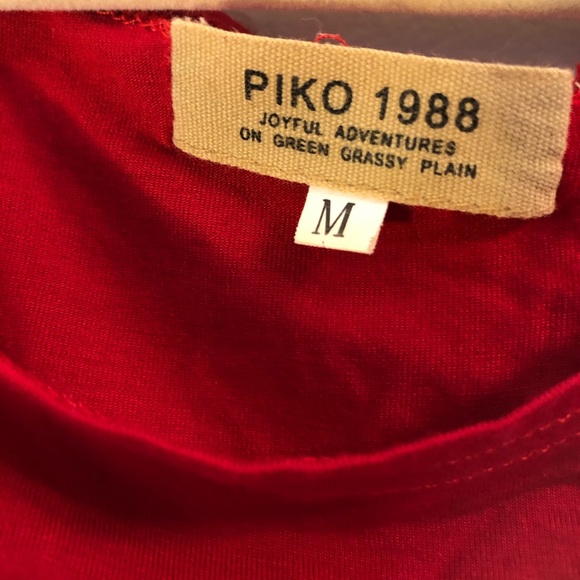 PIKO 1988
JOYFUL ADVENTURES
ON GREEN GRASSY PLAIN
M